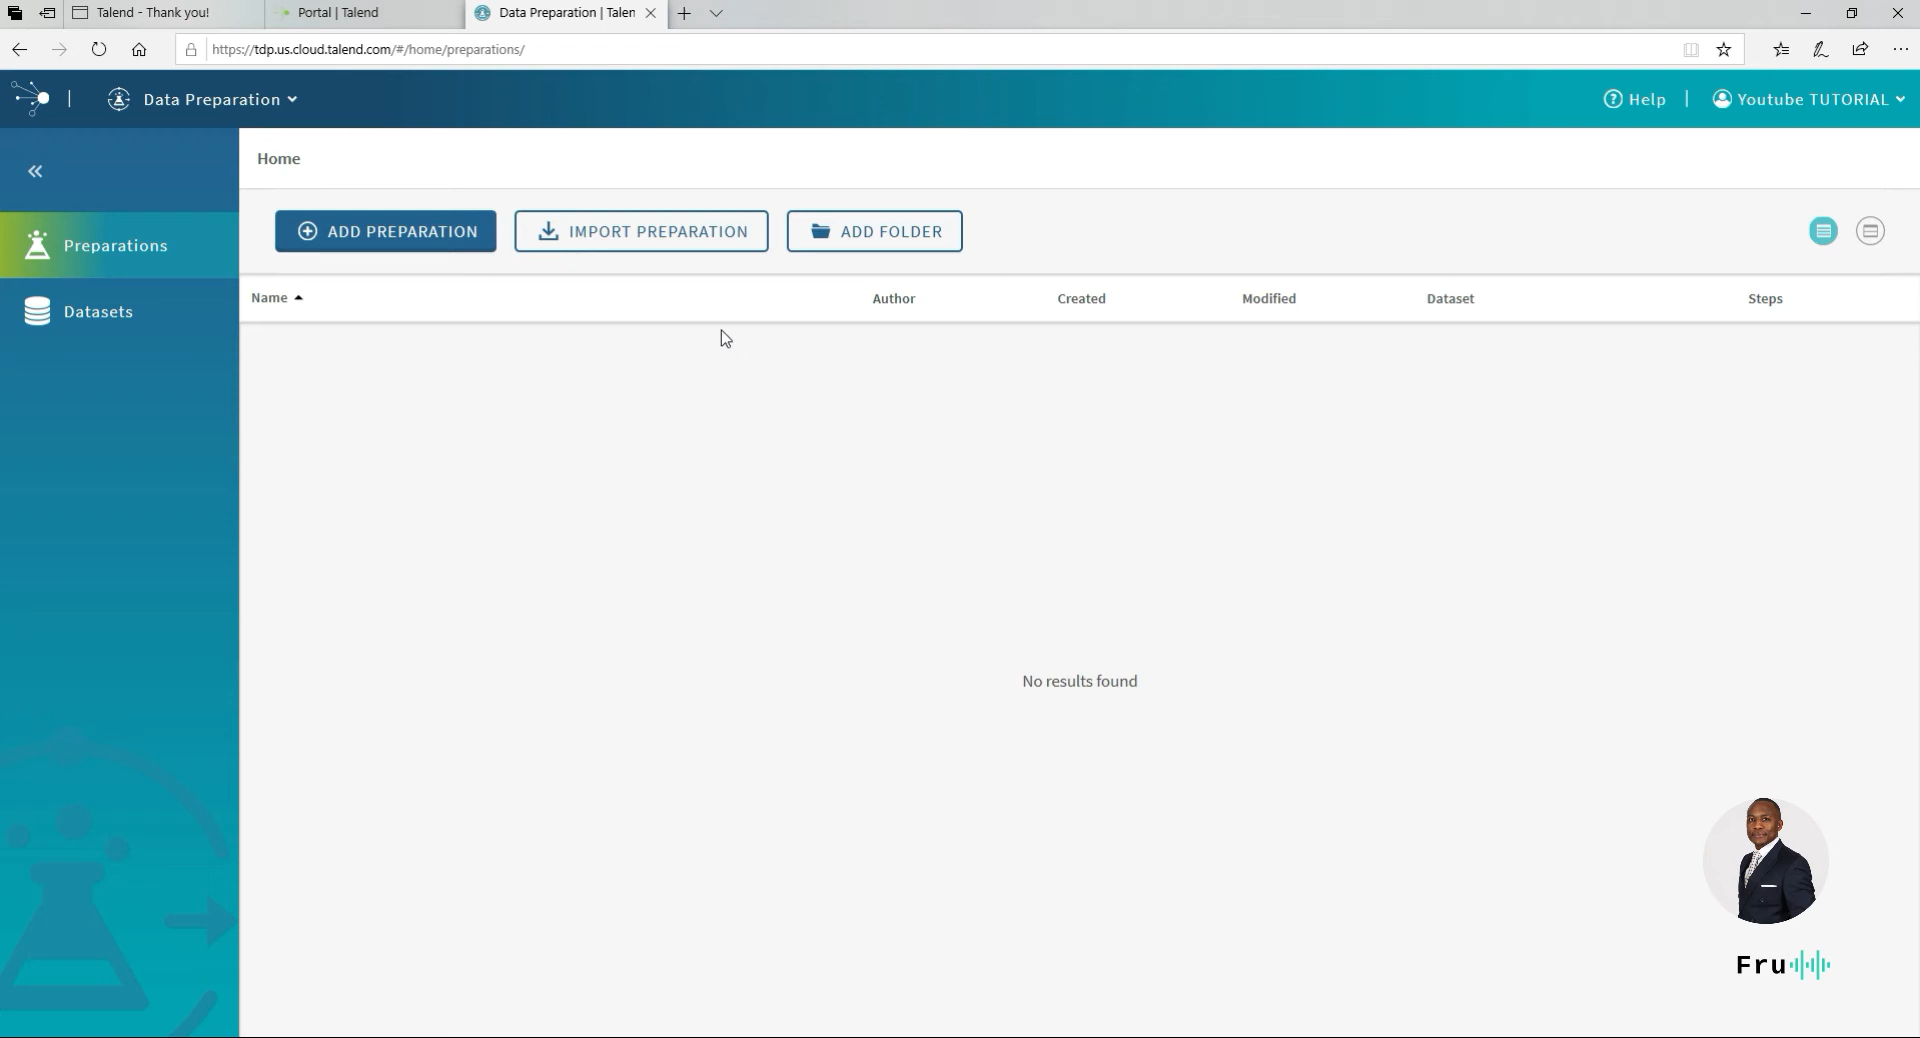 Talend - Thank you!
Portal | Talend
Data Preparation | Talen
https://tdp.us.cloud.talend.com/#/home/preparations/
Data Preparation
Help
Youtube TUTORIAL
Home
Preparations
ADD PREPARATION
IMPORT PREPARATION
ADD FOLDER
Datasets
Name
Author
Created
Modified
Dataset
Steps
No results found
Fru